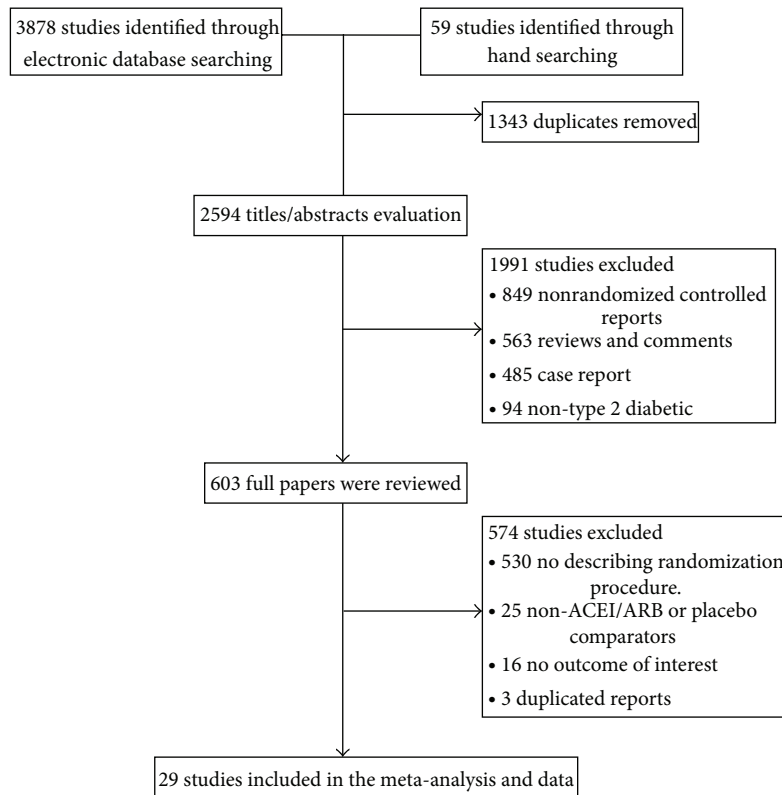 3878 studies identified through
electronic database searching
59 studies identified through
hand searching
1343 duplicates removed
2594 titles/abstracts evaluation
1991 studies excluded
• 849 nonrandomized controlled
reports
• 563 reviews and comments
• 485 case report
• 94 non-type 2 diabetic
603 full papers were reviewed
574 studies excluded
• 530 no describing randomization
procedure.
• 25 non-ACEI/ARB or placebo
comparators
• 16 no outcome of interest
• 3 duplicated reports
29 studies included in the meta-analysis and data